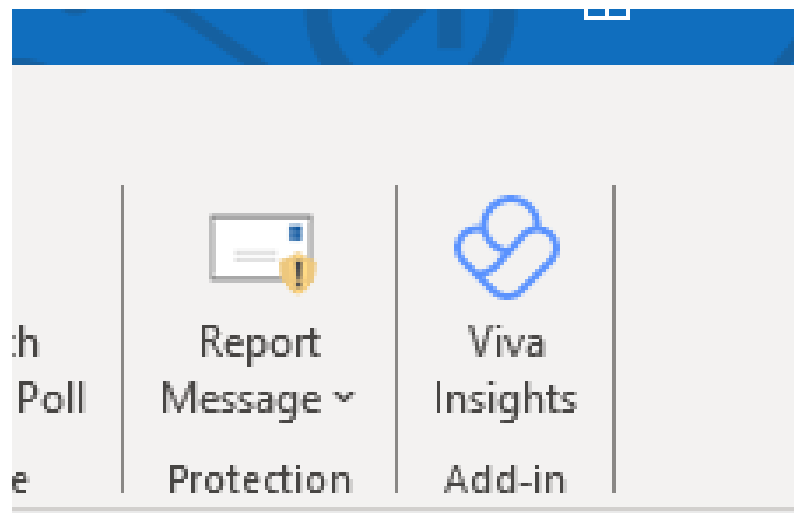 Poll
Report
Message
Protection
Viva
Insights
Add-in